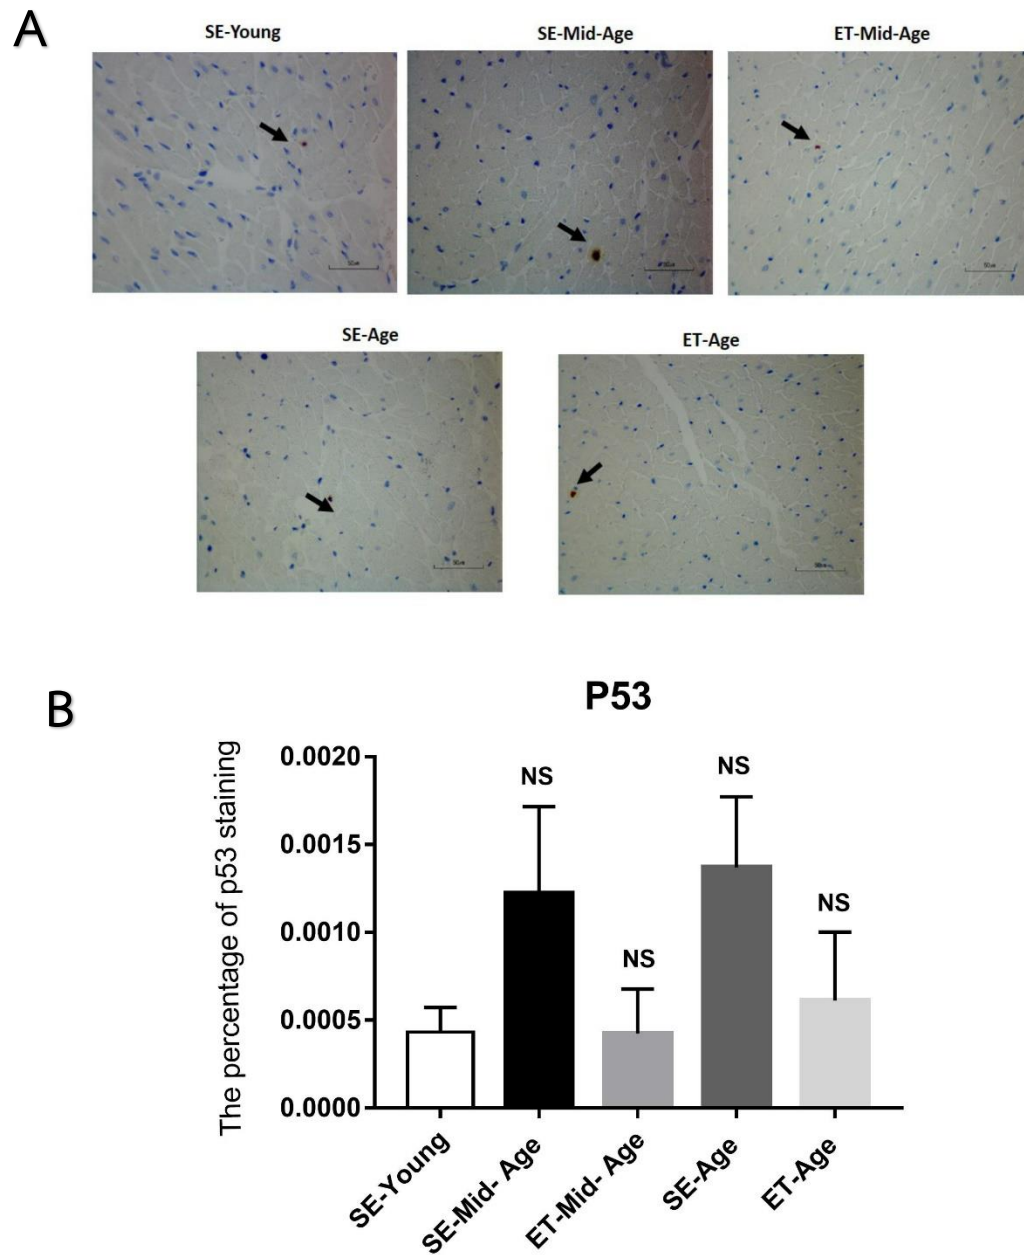 A
SE-Young
SE-Mid-Age
ET-Mid-Age
SE-Age
ET-Age
B
P53
The percentage of p53 staining
0.0020
0.0015
0.0010
0.0005
0.0000
NS
NS
NS
NS
SE-Young
SE-Mid- Age
ET-Mid- Age
SE-Age
ET-Age